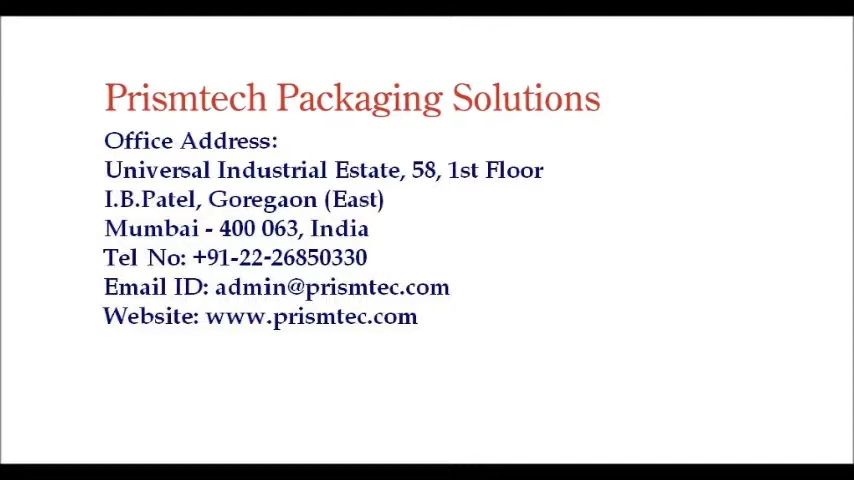 Prismtech Packaging Solutions
Office Address:
Universal Industrial Estate, 58, 1st Floor
I.B.Patel, Goregaon (East)
Mumbai - 400 063, India
Tel No: +91-22-26850330
Email ID: admin@prismtec.com
Website: www.prismtec.com